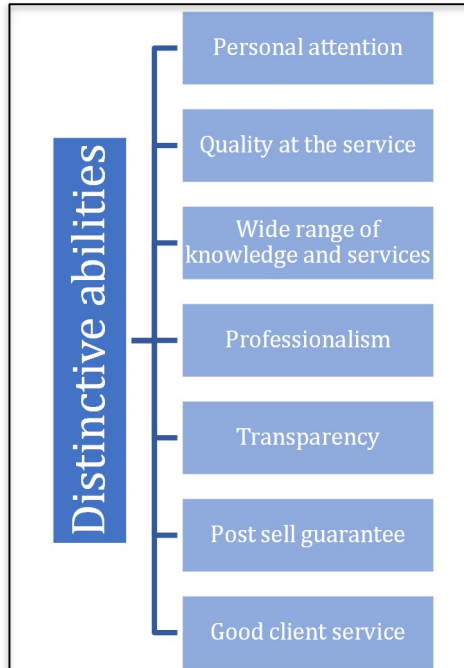 Distinctive abilities
Personal attention
Quality at the service
Wide range of
knowledge and services
Professionalism
Transparency
Post sell guarantee
Good client service